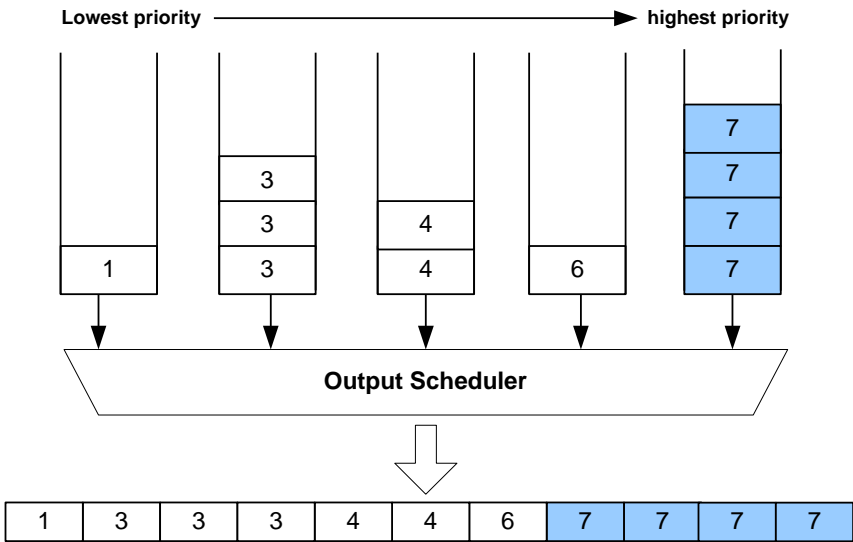 Lowest priority highest priority
7
3 7
3 4 7
1 3 4 6 7
Output Scheduler
1 3 3 3 4 4 6 7 7 7 7